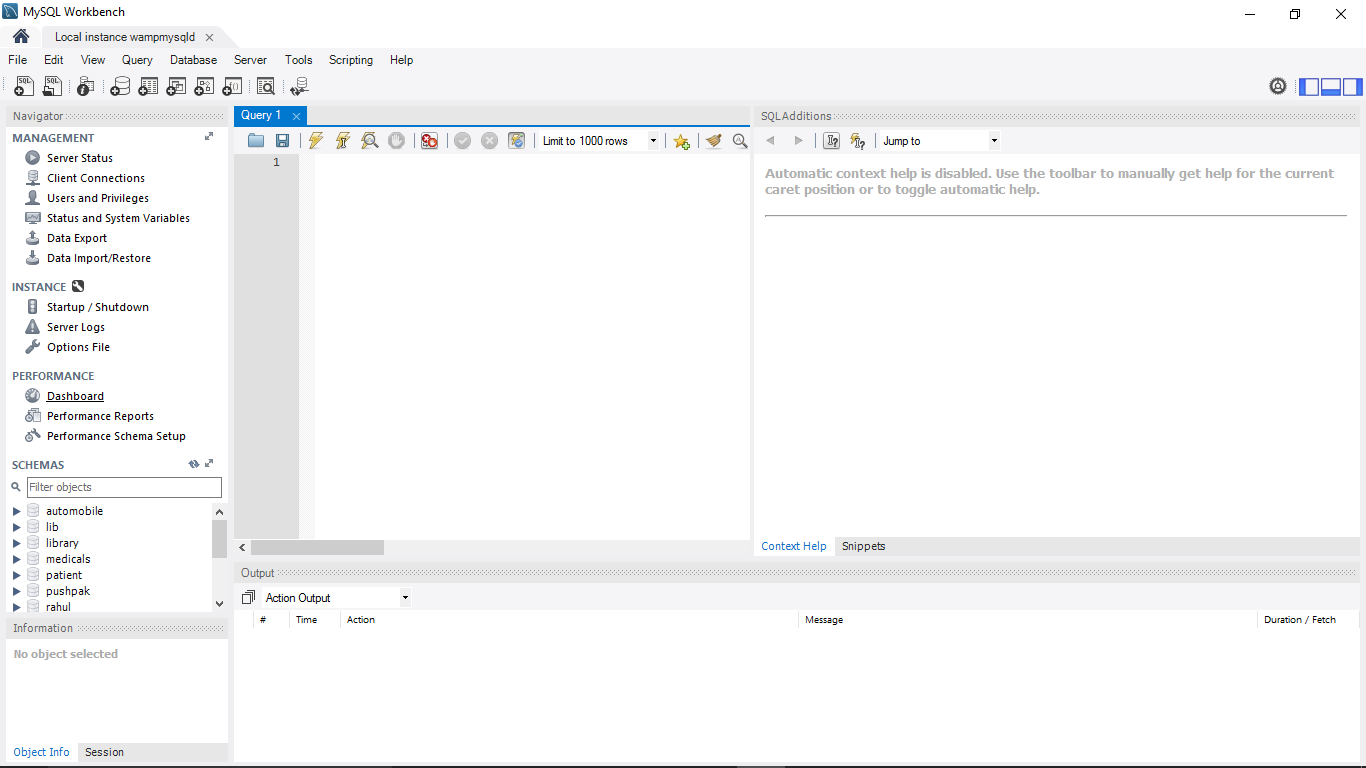 MySQL Workbench
Local instance wampmysqld
File Edit View Query Database Server Tools Scripting Help
Navigator
MANAGEMENT
Server Status
Client Connections
Users and Privileges
Status and System Variables
Data Export
Data Import/Restore
INSTANCE
Startup / Shutdown
Server Logs
Options File
PERFORMANCE
Dashboard
Performance Reports
Performance Schema Setup
SCHEMAS
Filter objects
automobile
lib
library
medicals
patient
pushpak
rahul
Information
No object selected
Object Info Session
Query 1
Limit to 1000 rows
1
SQLAdditions
Jump to
Automatic context help is disabled. Use the toolbar to manually get help for the current
caret position or to toggle automatic help.
Context Help Snippets
Output
Action Output
# Time Action Message Duration / Fetch